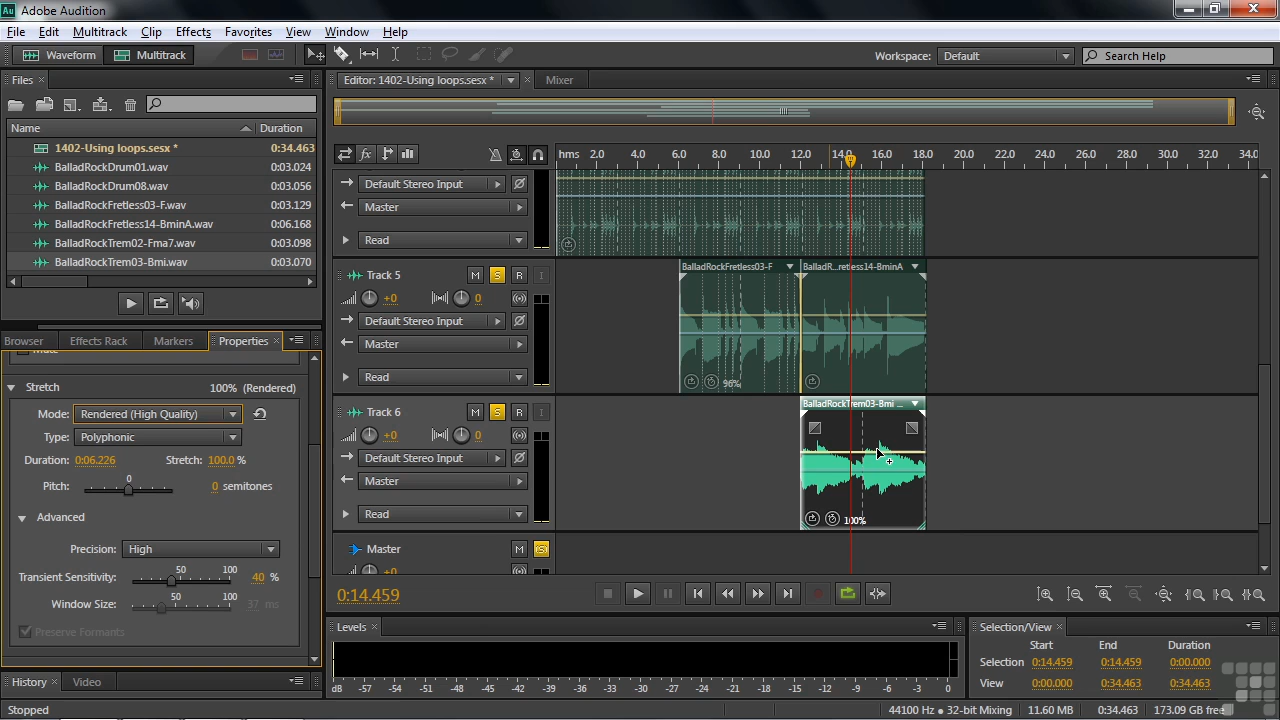 Au Adobe Audition
File Edit Multitrack Clip Effects Favorites View Window Help
Waveform Multitrack Workspace: Default Search Help
Files Editor: 1402-Using loops.sesx * Mixer
Name Duration
1402-Using loops.sesx * 0:34.463
BalladRockDrum01.wav 0:03.024
BalladRockDrum08.wav 0:03.056
BalladRockFretless03-F.wav 0:03.129
BalladRockFretless14-BminA.wav 0:06.168
BalladRockTrem02-Fma7.wav 0:03.098
BalladRockTrem03-Bmi.wav 0:03.070
fx
hms 2.0 4.0 6.0 8.0 10.0 12.0 14.0 16.0 18.0 20.0 22.0 24.0 26.0 28.0 30.0 32.0 34.0
Default Stereo Input
Master
Read
Track 5 M S R I
+0 0
Default Stereo Input
Master
Read
BalladRockFretless03-F BalladR...retless14-BminA
96%
Track 6 M S R I
+0 0
Default Stereo Input
Master
Read
BalladRockTrem03-Bmi ...
100%
Master M (S)
+0
Browser Effects Rack Markers Properties
Mute
Stretch 100% (Rendered)
Mode: Rendered (High Quality)
Type: Polyphonic
Duration: 0:06.226 Stretch: 100.0 %
Pitch: 0 0 semitones
Advanced
Precision: High
Transient Sensitivity: 50 100 40 %
Window Size: 50 100 37 ms
Preserve Formants
History Video
Stopped
0:14.459
Levels
dB -57 -54 -51 -48 -45 -42 -39 -36 -33 -30 -27 -24 -21 -18 -15 -12 -9 -6 -3 0
Selection/View
Start End Duration
Selection 0:14.459 0:14.459 0:00.000
View 0:00.000 0:34.463 0:34.463
44100 Hz ● 32-bit Mixing 11.60 MB 0:34.463 173.09 GB free